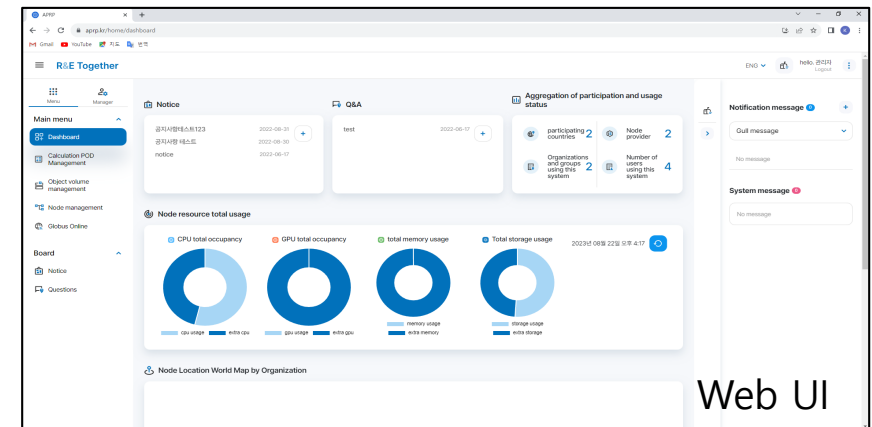 APRP
aprp.kr/home/dashboard
Gmail
YouTube
지도
번역
R&E Together
ENG
hello, 관리자
Logout
Menu
Manager
Main menu
Dashboard
Calculation POD
Management
Object volume
management
Node management
Globus Online
Board
Notice
Questions
Notice
공지사항테스트123 2022-08-31
공지사항 테스트 2022-08-30
notice 2022-06-17
Q&A
test 2022-06-17
Aggregation of participation and usage
status
participating
countries
2
Node
provider
2
Organizations
and groups
using this
system
2
Number of
users
using this
system
4
Node resource total usage
CPU total occupancy
cpu usage extra cpu
GPU total occupancy
gpu usage extra gpu
total memory usage
memory usage
extra memory
Total storage usage
storage usage
extra storage
2023년 08월 22일 오후 4:17
Node Location World Map by Organization
Notification message 0
Gull message
No message
System message 0
No message
Web UI